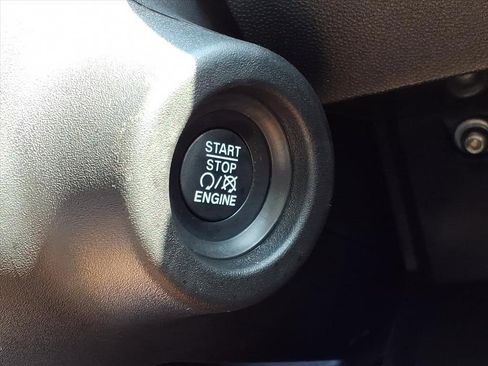 START
STOP
/
ENGINE